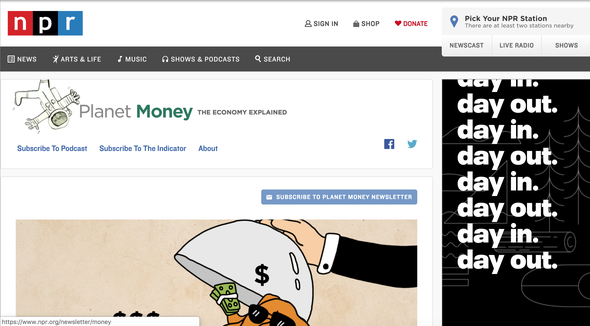 npr
SIGN IN
SHOP
DONATE
Pick Your NPR Station
There are at least two stations nearby
NEWSCAST
LIVE RADIO
SHOWS
NEWS
ARTS & LIFE
MUSIC
SHOWS & PODCASTS
SEARCH
Planet Money THE ECONOMY EXPLAINED
Subscribe To Podcast
Subscribe To The Indicator
About
SUBSCRIBE TO PLANET MONEY NEWSLETTER
$
$$$
https://www.npr.org/newsletter/money
day in.
day out.
day in.
day out.
day in.
day out.
day in.
day out.